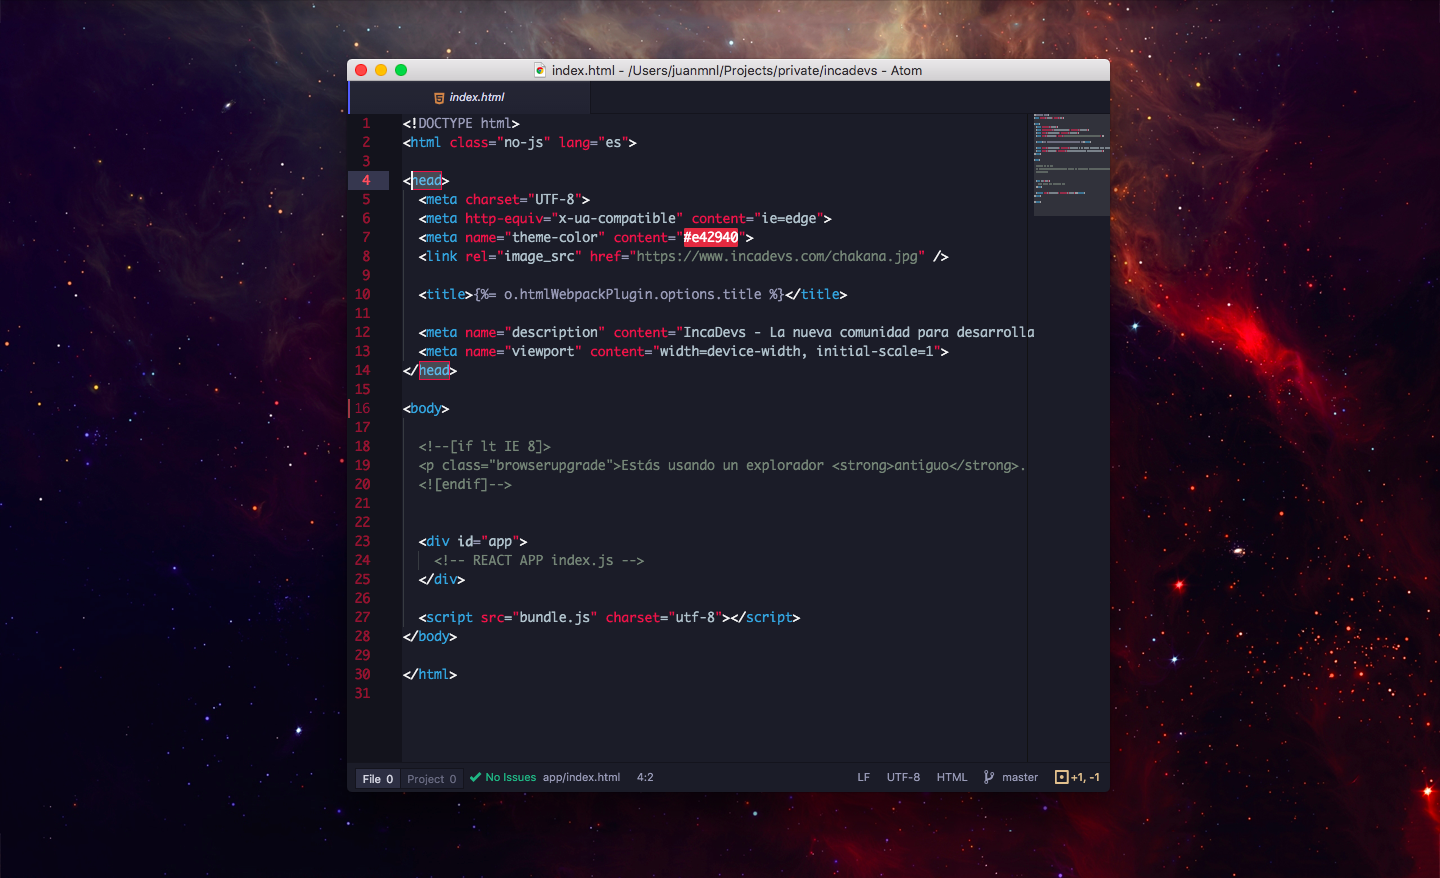 index.html - /Users/juanmnl/Projects/private/incadevs - Atom
index.html
1 <!DOCTYPE html>
2 <html class="no-js" lang="es">
3
4 <head>
5 <meta charset="UTF-8">
6 <meta http-equiv="x-ua-compatible" content="ie=edge">
7 <meta name="theme-color" content="#e42940">
8 <link rel="image_src" href="https://www.incadevs.com/chakana.jpg" />
9
10 <title>{%= o.htmlWebpackPlugin.options.title %}</title>
11
12 <meta name="description" content="IncaDevs - La nueva comunidad para desarrolla
13 <meta name="viewport" content="width=device-width, initial-scale=1">
14 </head>
15
16 <body>
17
18 <!--[if lt IE 8]>
19 <p class="browserupgrade">Estás usando un explorador <strong>antiguo</strong>.
20 <![endif]-->
21
22
23 <div id="app">
24 <!-- REACT APP index.js -->
25 </div>
26
27 <script src="bundle.js" charset="utf-8"></script>
28 </body>
29
30 </html>
31
File 0 Project 0 No Issues app/index.html 4:2 LF UTF-8 HTML master +1, -1